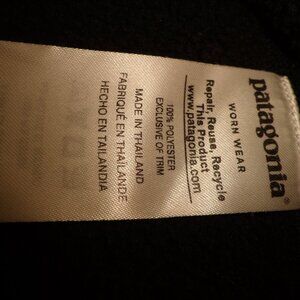 patagonia®
WORN WEAR
Repair, Reuse, Recycle
This Product
www.patagonia.com
100% POLYESTER
EXCLUSIVE OF TRIM
MADE IN THAILAND
FABRIQUÉ EN THAÏLANDE
HECHO EN TAILANDIA